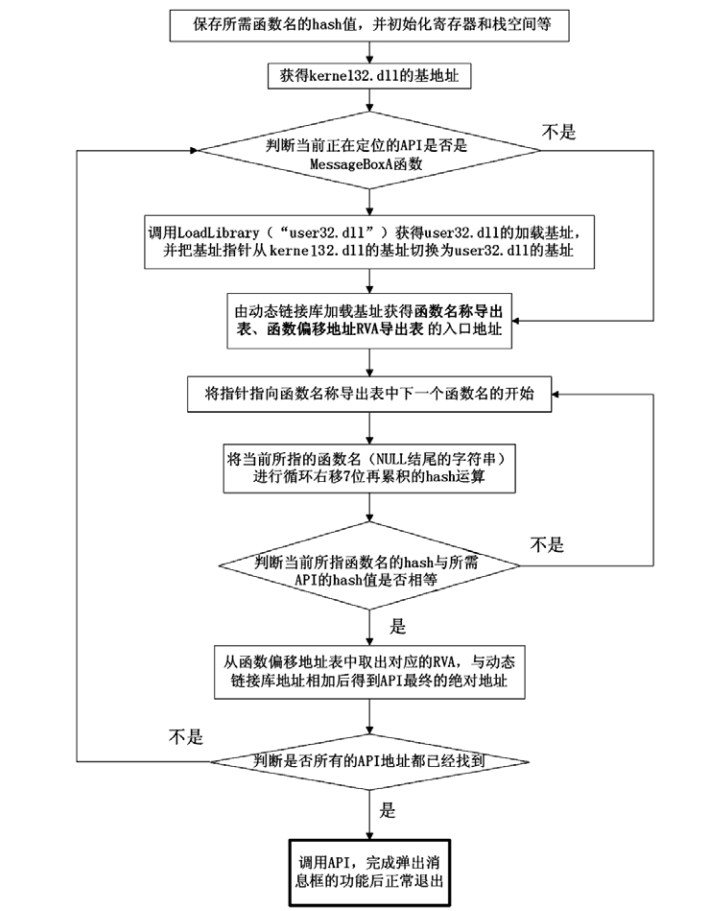 保存所需函数名的hash值，并初始化寄存器和栈空间等
获得kernel32.dll的基地址
判断当前正在定位的API是否是
MessageBoxA函数
不是
调用LoadLibrary（“user32.dll”）获得user32.dll的加载基址，
并把基址指针从kernel32.dll的基址切换为user32.dll的基址
由动态链接库加载基址获得函数名称导出
表、函数偏移地址RVA导出表 的入口地址
将指针指向函数名称导出表中下一个函数名的开始
将当前所指的函数名（NULL结尾的字符串）
进行循环右移7位再累积的hash运算
判断当前所指函数名的hash与所需
API的hash值是否相等
不是
是
从函数偏移地址表中取出对应的RVA，与动态
链接库地址相加后得到API最终的绝对地址
不是
判断是否所有的API地址都已经找到
是
调用API，完成弹出消
息框的功能后正常退出